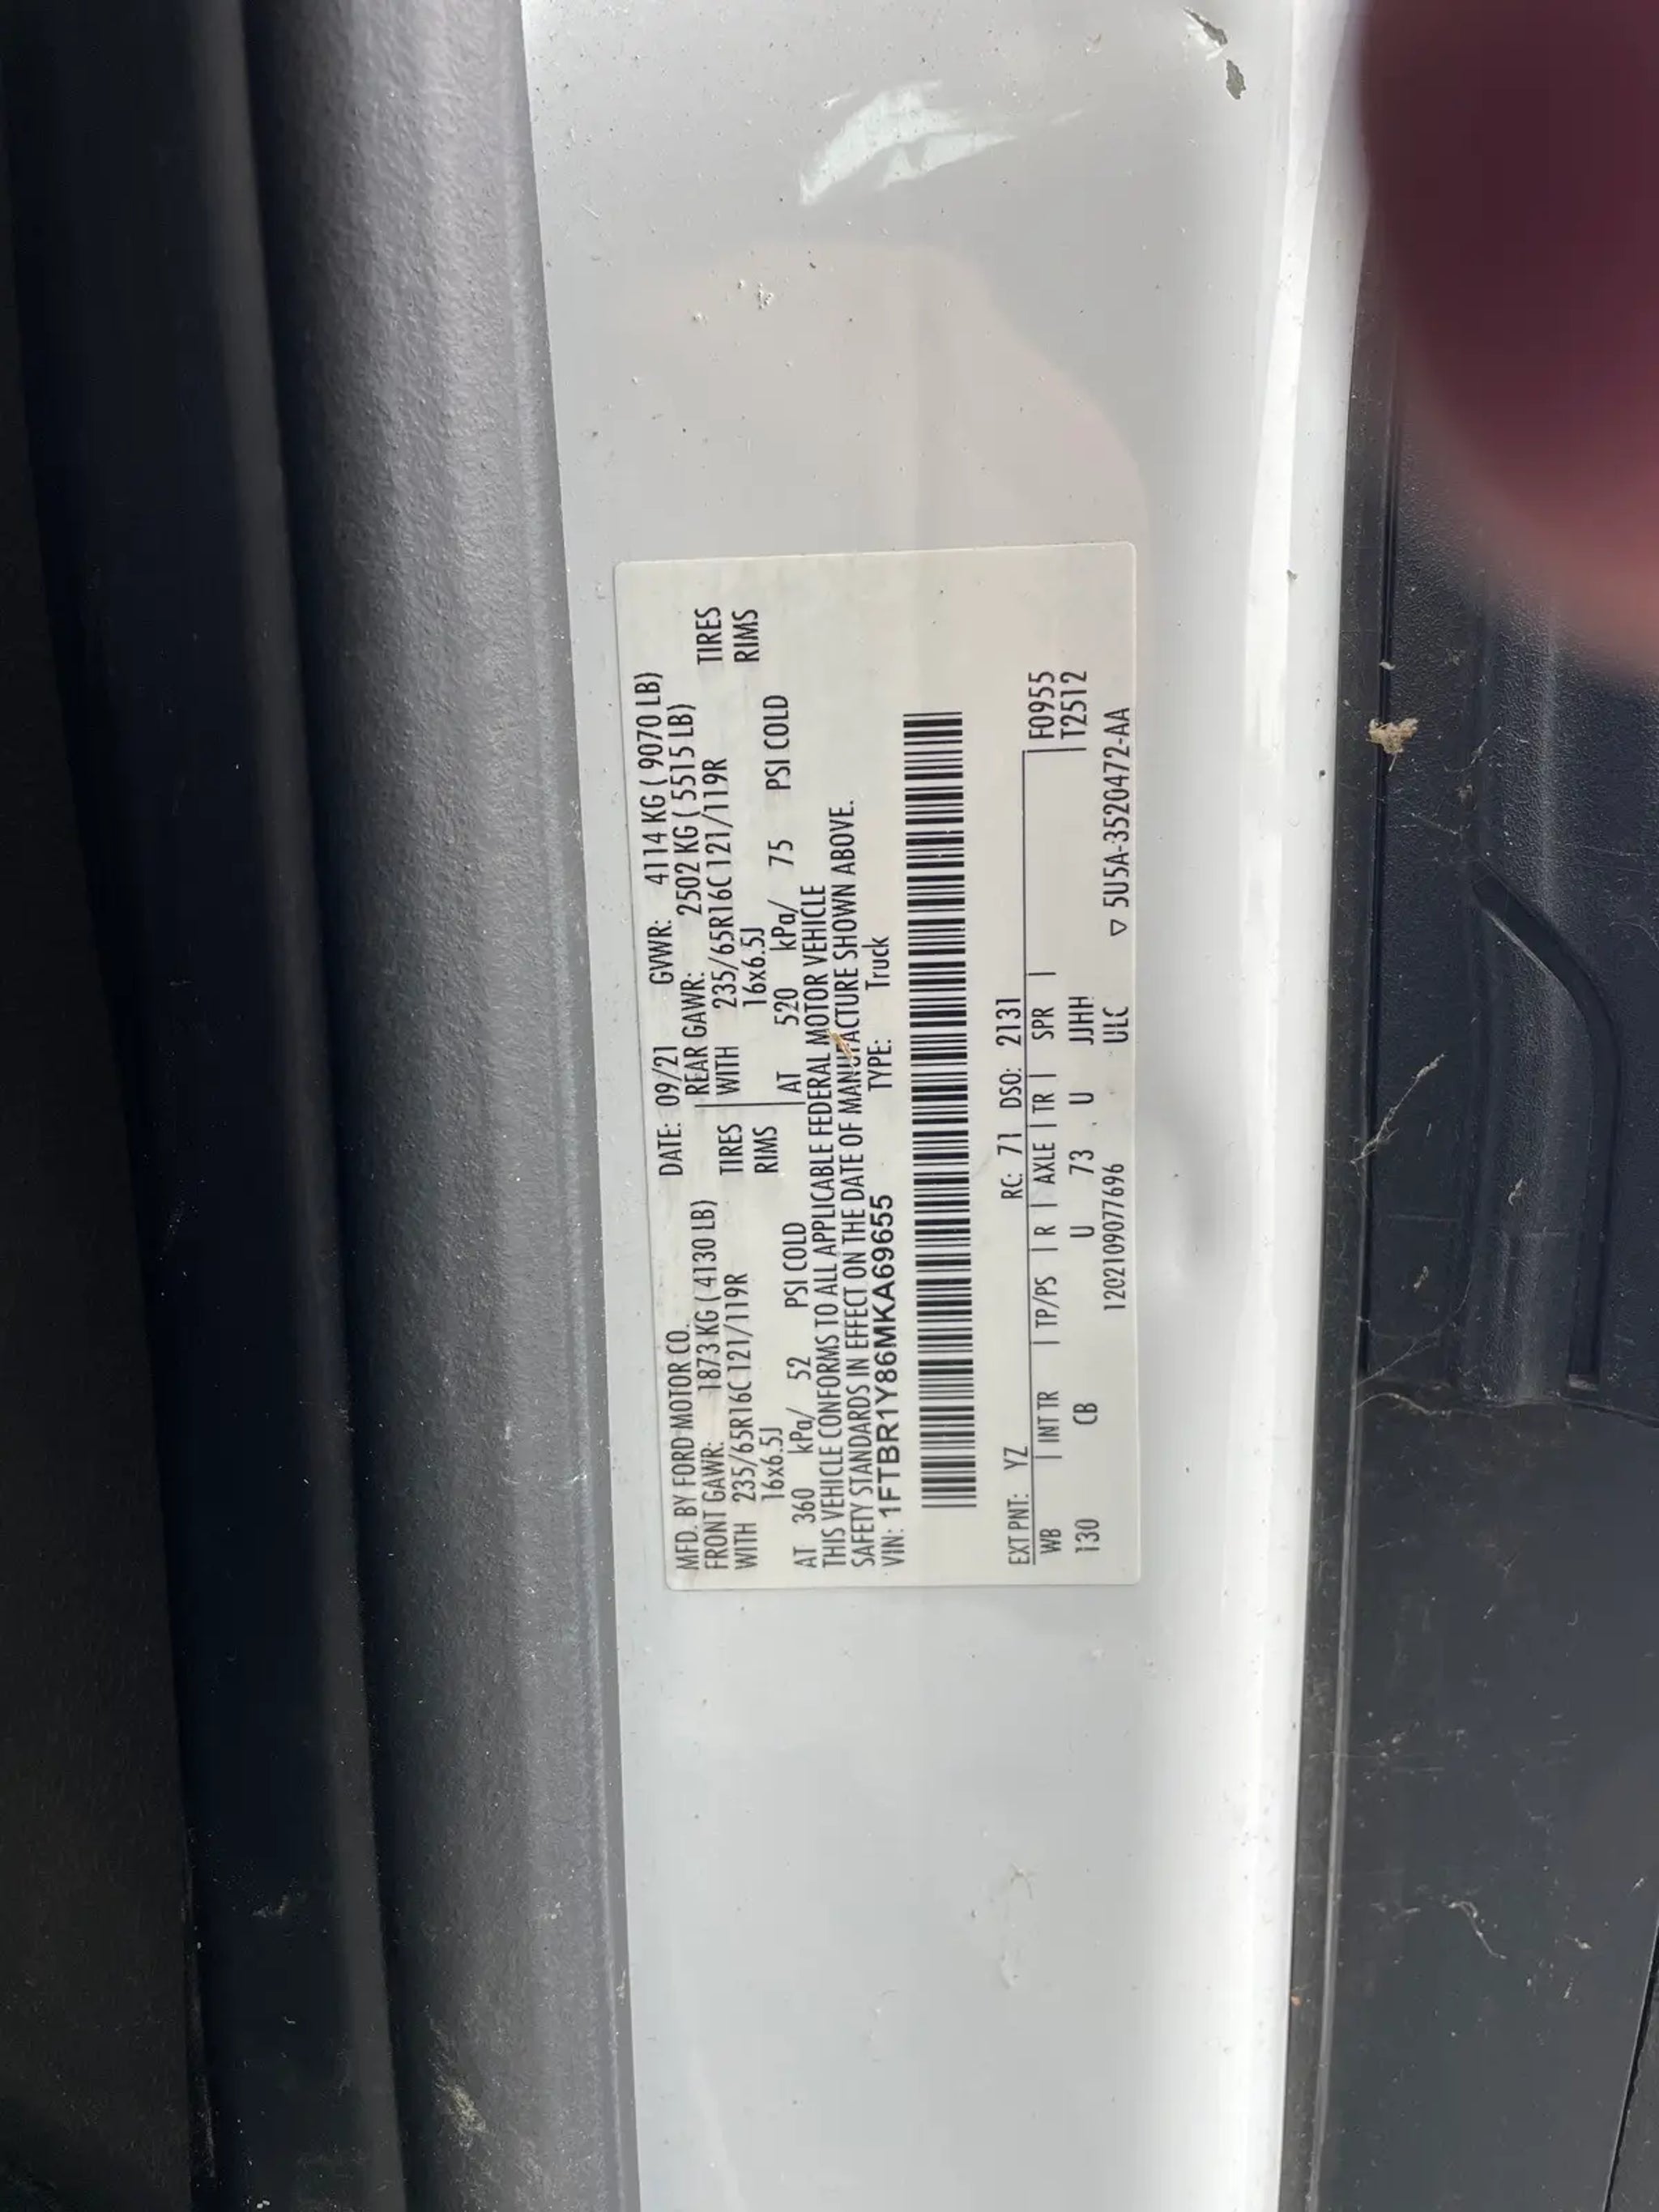 MFD. BY FORD MOTOR CO. DATE: 09/21 GVWR: 4114 KG ( 9070 LB)
FRONT GAWR: 1873 KG ( 4130 LB) REAR GAWR: 2502 KG ( 5515 LB)
WITH 235/65R16C 121/119R TIRES WITH 235/65R16C 121/119R TIRES
16x6.5J RIMS 16x6.5J RIMS
AT 360 kPa/ 52 PSI COLD AT 520 kPa/ 75 PSI COLD
THIS VEHICLE CONFORMS TO ALL APPLICABLE FEDERAL MOTOR VEHICLE
SAFETY STANDARDS IN EFFECT ON THE DATE OF MANUFACTURE SHOWN ABOVE.
VIN: 1FTBR1Y86MKA69655 TYPE: Truck
EXT PNT: YZ RC: 71 DSO: 2131
WB INT TR TP/PS R AXLE TR SPR F0955
130 CB U 73 U JJHH T2512
1202109077696 ULC ▽ 5U5A-3520472-AA